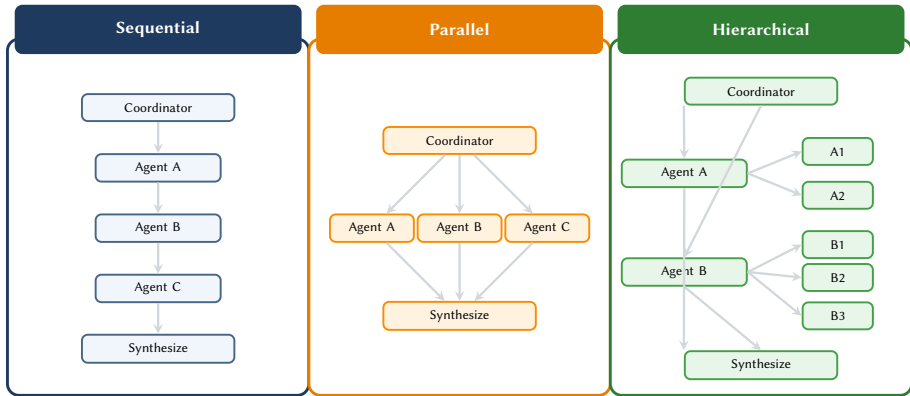 Sequential
Coordinator
Agent A
Agent B
Agent C
Synthesize
Parallel
Coordinator
Agent A
Agent B
Agent C
Synthesize
Hierarchical
Coordinator
Agent A
A1
A2
Agent B
B1
B2
B3
Synthesize